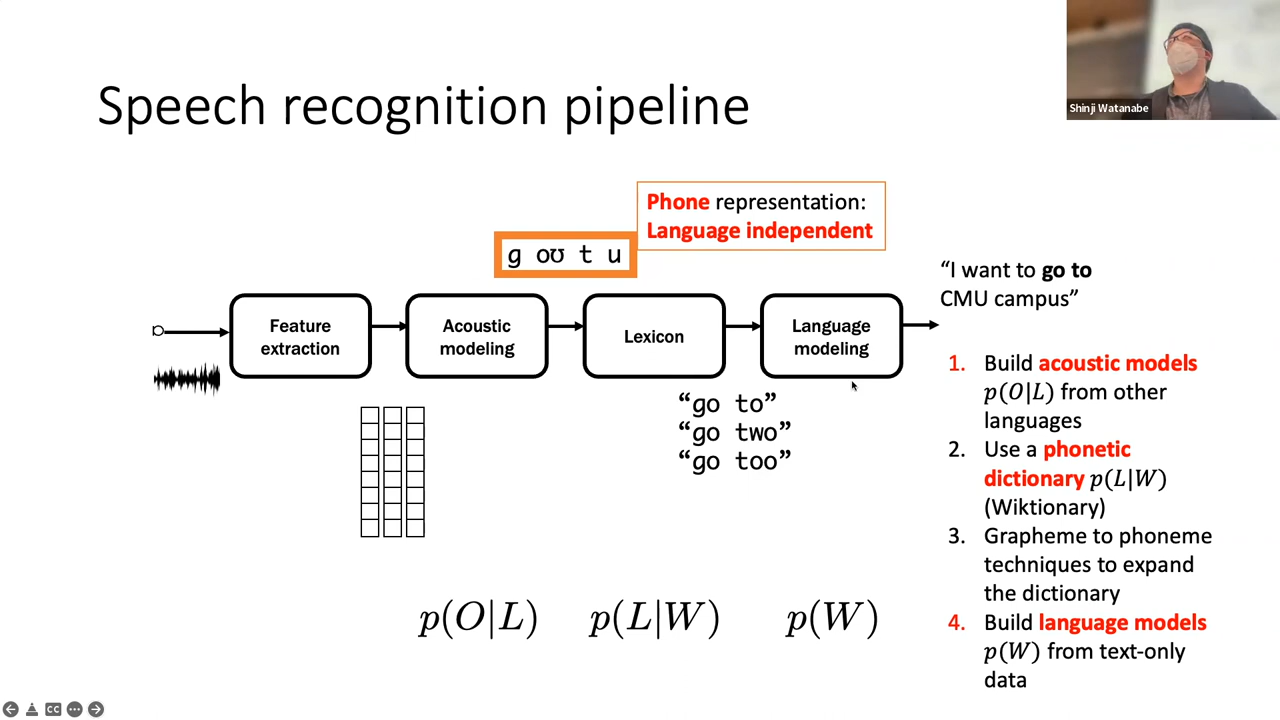 Shinji Watanabe
Speech recognition pipeline
Phone representation:
Language independent
g oʊ t u
"I want to go to
CMU campus"
Feature
extraction
Acoustic
modeling
Lexicon
Language
modeling
"go to"
"go two"
"go too"
p(O|L)
p(L|W)
p(W)
1. Build acoustic models
p(O|L) from other
languages
2. Use a phonetic
dictionary p(L|W)
(Wiktionary)
3. Grapheme to phoneme
techniques to expand
the dictionary
4. Build language models
p(W) from text-only
data
CC